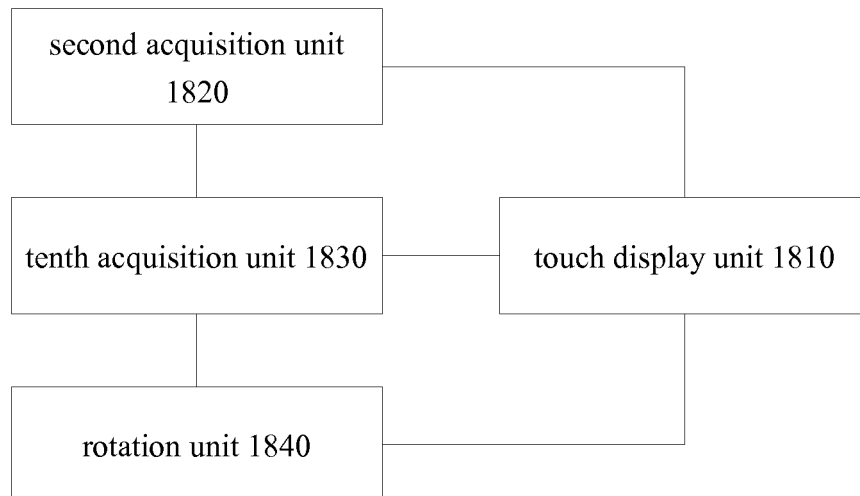 second acquisition unit
1820
tenth acquisition unit 1830
touch display unit 1810
rotation unit 1840